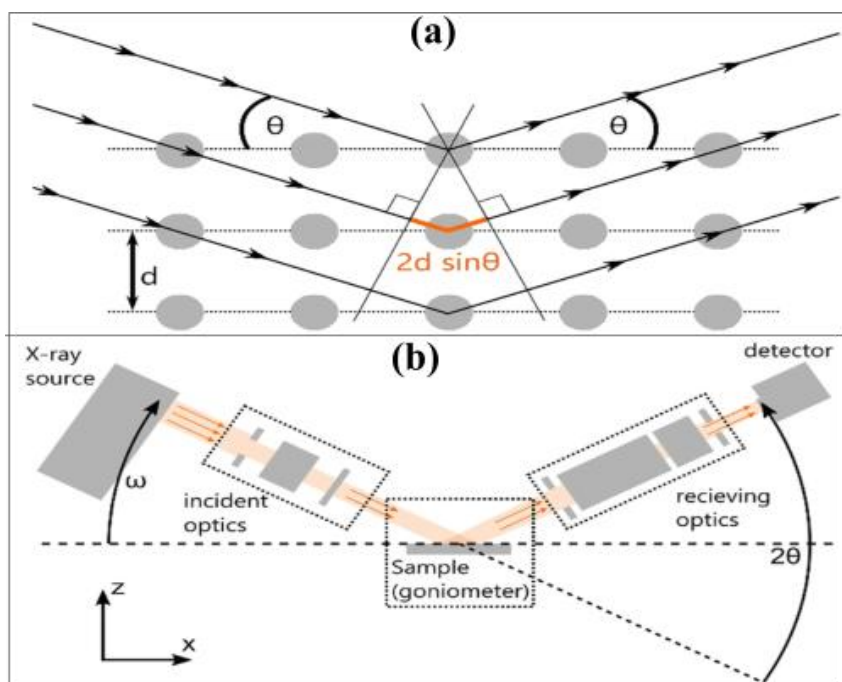 (a)
θ
θ
2d sinθ
d
(b)
X-ray
source
detector
ω
incident
optics
recieving
optics
Sample
(goniometer)
2θ
z
x